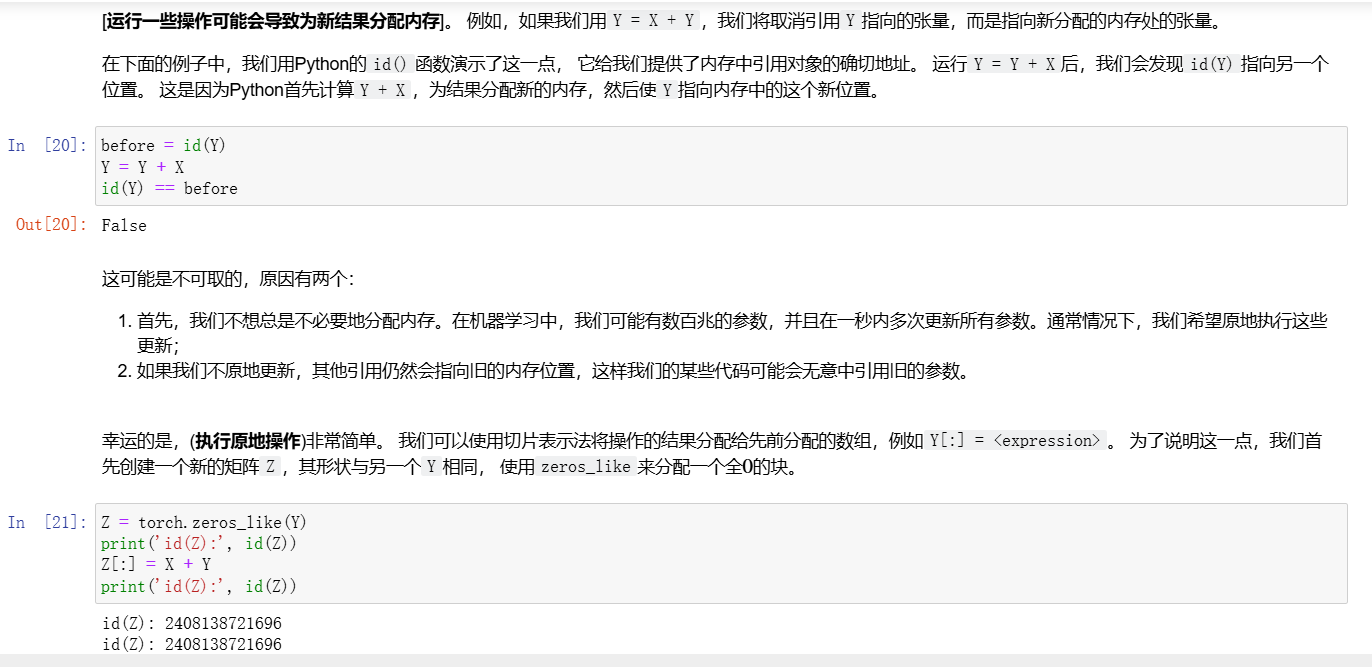 [运行一些操作可能会导致为新结果分配内存]。 例如，如果我们用 Y = X + Y ，我们将取消引用 Y 指向的张量，而是指向新分配的内存处的张量。
在下面的例子中，我们用Python的 id() 函数演示了这一点， 它给我们提供了内存中引用对象的确切地址。 运行 Y = Y + X 后，我们会发现 id(Y) 指向另一个
位置。 这是因为Python首先计算 Y + X ，为结果分配新的内存，然后使 Y 指向内存中的这个新位置。
In [20]: before = id(Y)
Y = Y + X
id(Y) == before
Out[20]: False
这可能是不可取的，原因有两个：
1. 首先，我们不想总是不必要地分配内存。在机器学习中，我们可能有数百兆的参数，并且在一秒内多次更新所有参数。通常情况下，我们希望原地执行这些
更新；
2. 如果我们不原地更新，其他引用仍然会指向旧的内存位置，这样我们的某些代码可能会无意中引用旧的参数。
幸运的是，(执行原地操作)非常简单。 我们可以使用切片表示法将操作的结果分配给先前分配的数组，例如 Y[:] = <expression> 。 为了说明这一点，我们首
先创建一个新的矩阵 Z ，其形状与另一个 Y 相同， 使用 zeros_like 来分配一个全0的块。
In [21]: Z = torch.zeros_like(Y)
print('id(Z):', id(Z))
Z[:] = X + Y
print('id(Z):', id(Z))
id(Z): 2408138721696
id(Z): 2408138721696